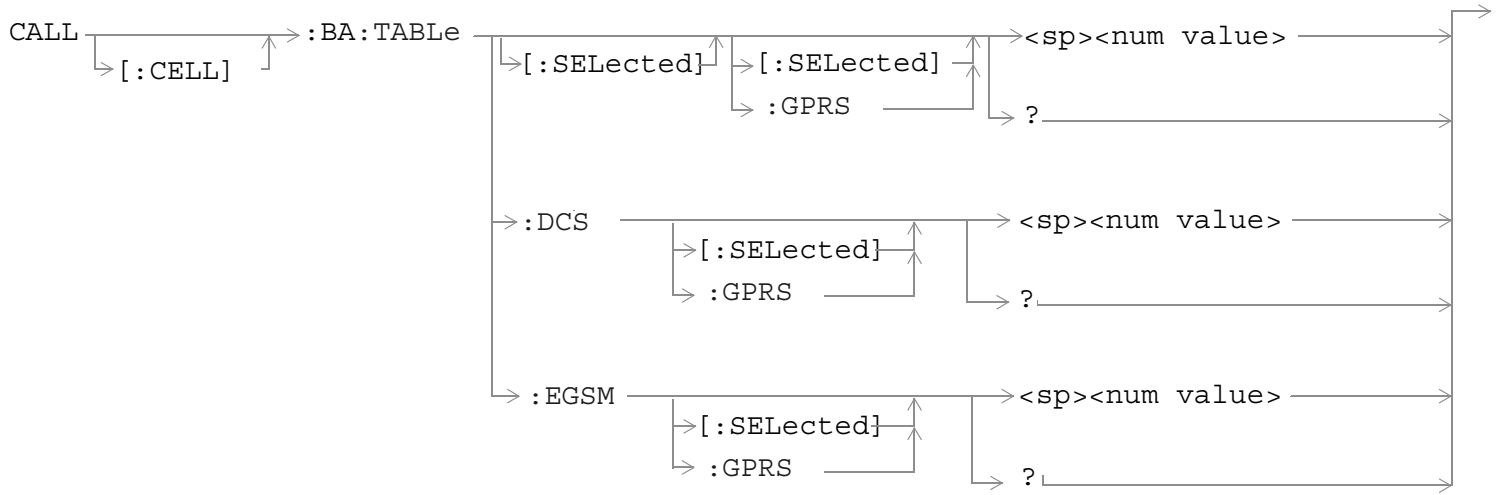 CALL :BA:TABLe <sp><num value>
[:CELL] [:SELected] [:SELected]
:GPRS ?
:DCS <sp><num value>
[:SELected]
:GPRS ?
:EGSM <sp><num value>
[:SELected]
:GPRS ?